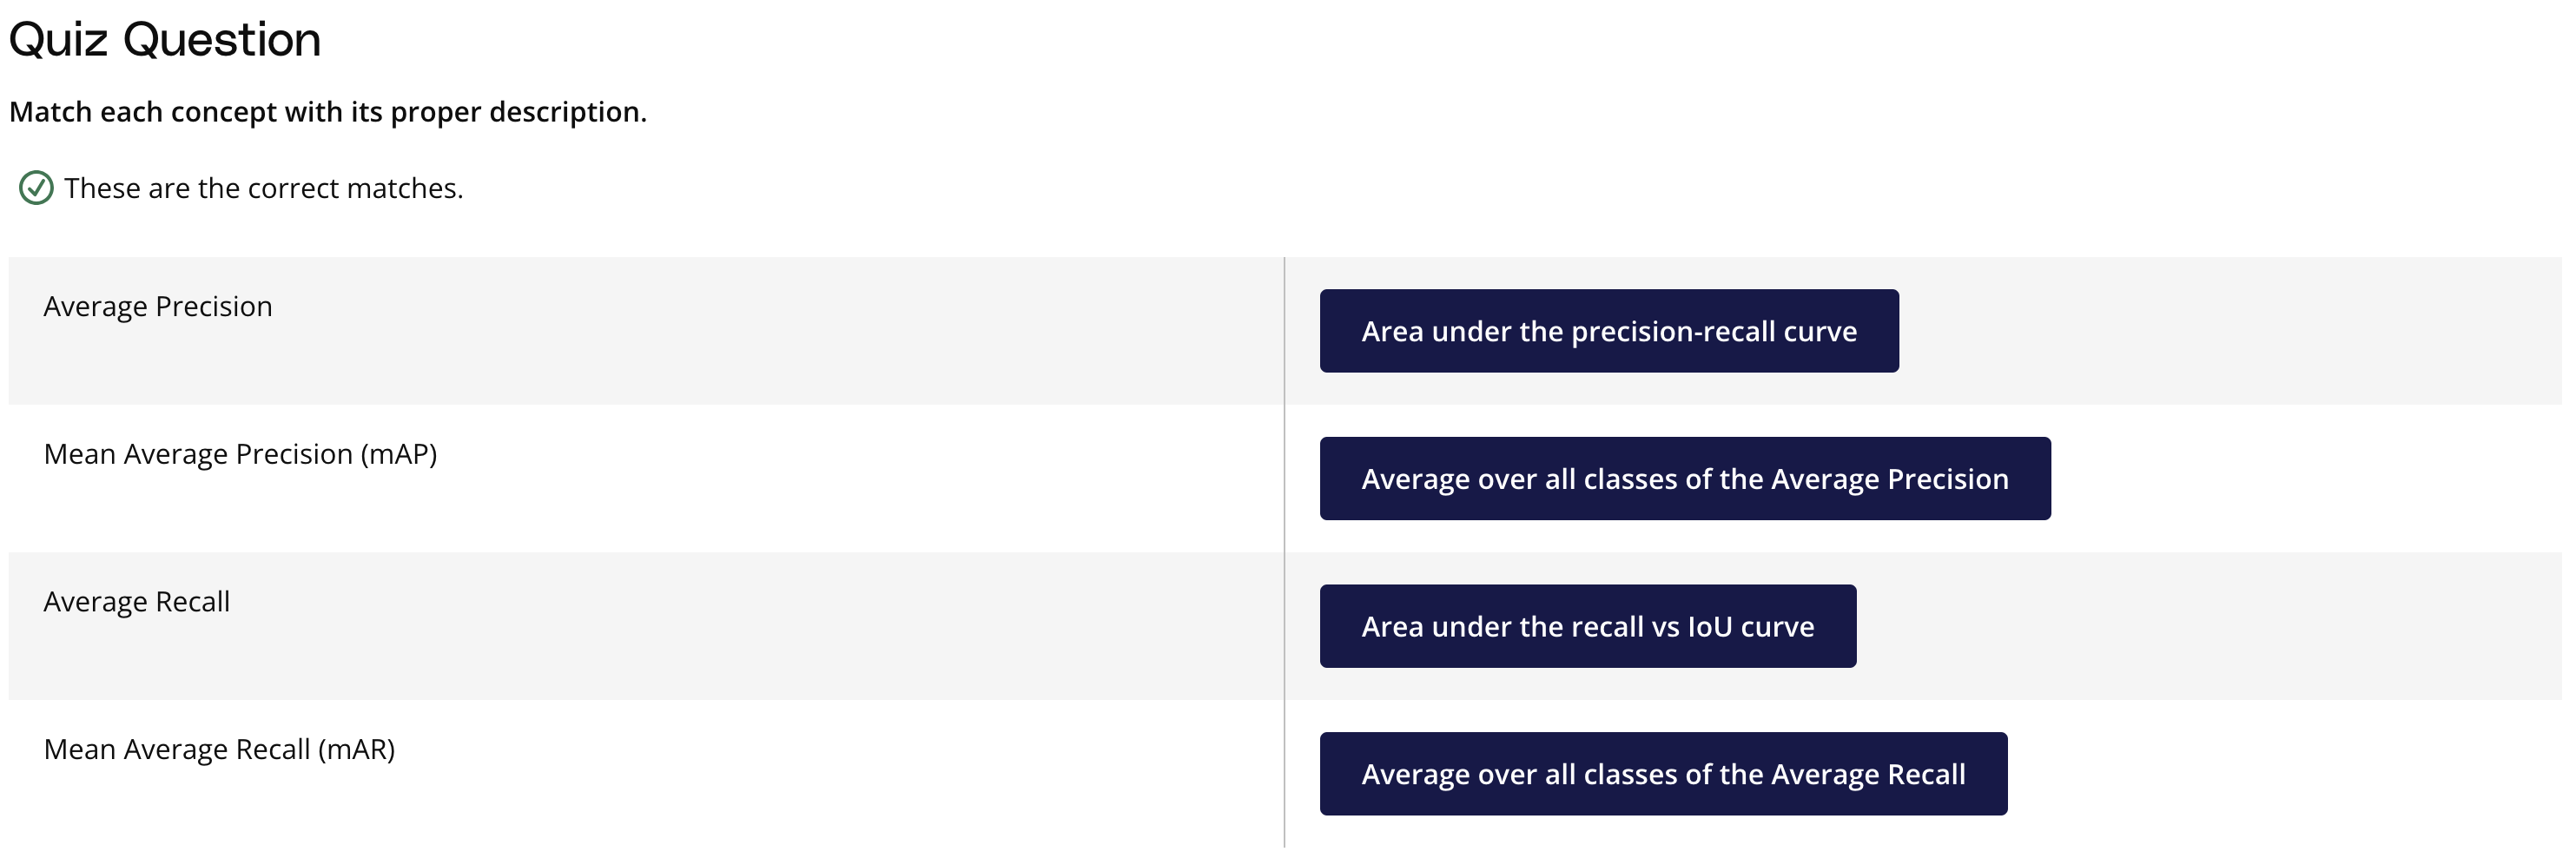 Quiz Question
Match each concept with its proper description.
These are the correct matches.
Average Precision
Area under the precision-recall curve
Mean Average Precision (mAP)
Average over all classes of the Average Precision
Average Recall
Area under the recall vs IoU curve
Mean Average Recall (mAR)
Average over all classes of the Average Recall